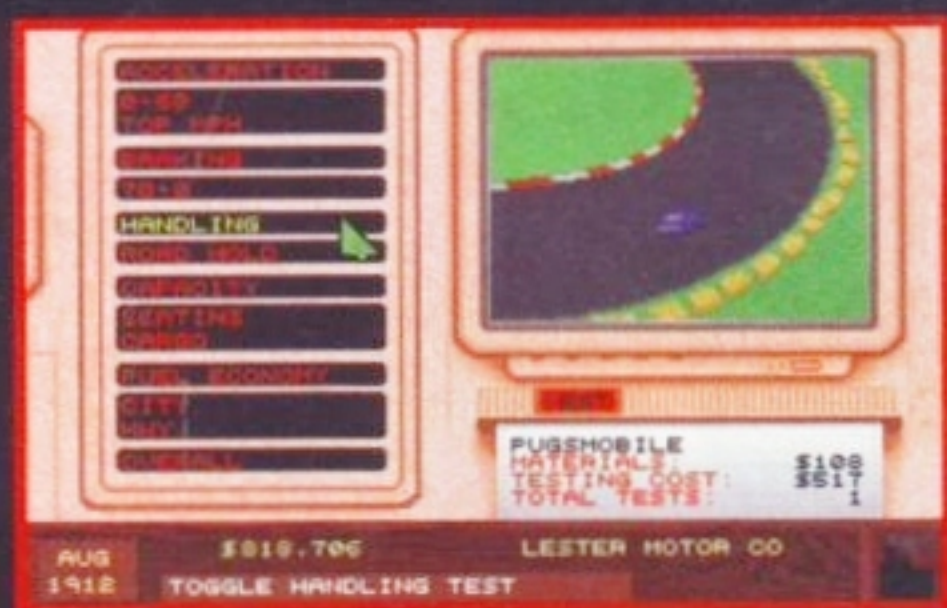 ACCELERATION
0-60
TOP MPH
BRAKING
70-0
HANDLING
ROAD HOLD
CAPACITY
SEATING
CARGO
FUEL ECONOMY
CITY
HWY
OVERALL
PUGSMOBILE
MATERIALS: $108
TESTING COST: $517
TOTAL TESTS: 1
AUG
1912
$818,706
LESTER MOTOR CO
TOGGLE HANDLING TEST